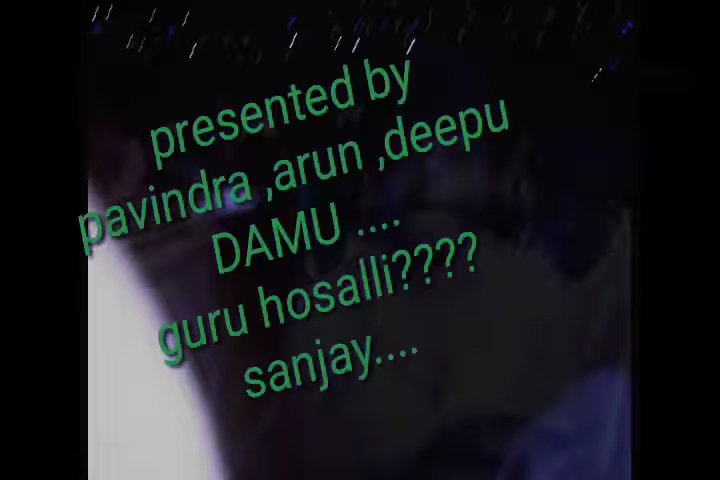 presented by
pavindra ,arun ,deepu
DAMU ....
guru hosalli????
sanjay....